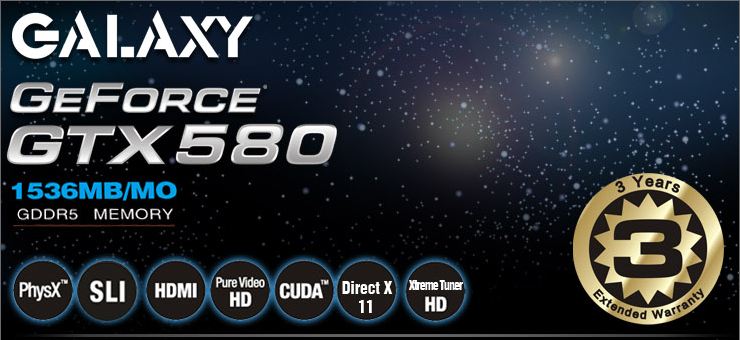 GALAXY
GEFORCE
GTX580
1536MB/MO
GDDR5 MEMORY
3 Years
3
Extended Warranty
PhysX™
SLI
HDMI
Pure Video
HD
CUDA™
Direct X
11
Xtreme Tuner
HD